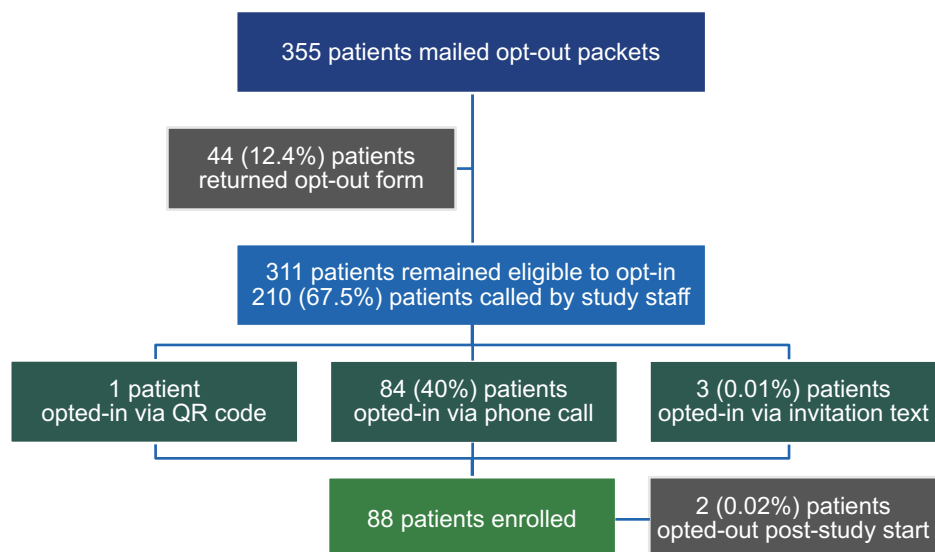 355 patients mailed opt-out packets
44 (12.4%) patients
returned opt-out form
311 patients remained eligible to opt-in
210 (67.5%) patients called by study staff
1 patient
opted-in via QR code
84 (40%) patients
opted-in via phone call
3 (0.01%) patients
opted-in via invitation text
88 patients enrolled
2 (0.02%) patients
opted-out post-study start